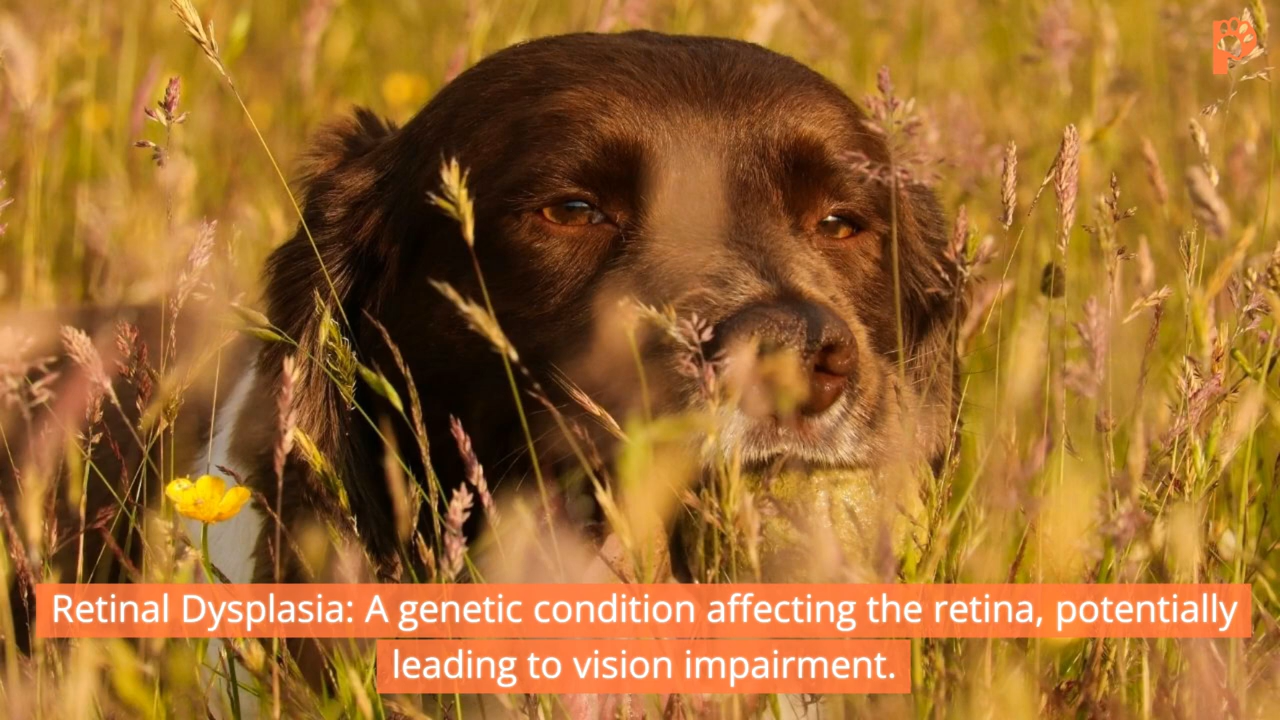 Retinal Dysplasia: A genetic condition affecting the retina, potentially
leading to vision impairment.